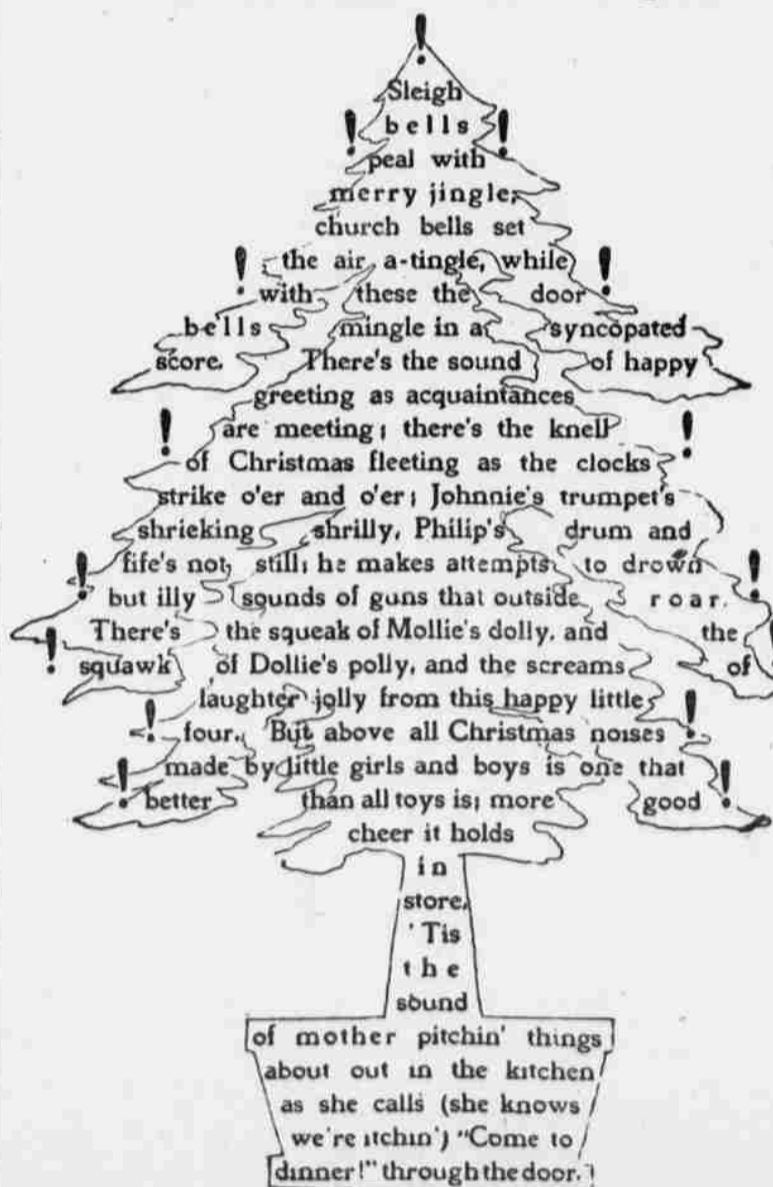 !
Sleigh
! bells !
peal with
merry jingle;
church bells set
! the air a-tingle, while !
with these the door
bells mingle in a syncopated
score. There's the sound of happy
greeting as acquaintances
! are meeting; there's the knell !
of Christmas fleeting as the clocks
strike o'er and o'er; Johnnie's trumpet's
shrieking shrilly, Philip's drum and
! fife's not still; he makes attempts to drown !
but illy sounds of guns that outside roar.
There's the squeak of Mollie's dolly, and the
! squawk of Dollie's polly, and the screams of !
laughter jolly from this happy little
! four. But above all Christmas noises !
made by little girls and boys is one that
! better than all toys is; more good !
cheer it holds
in
store.
'Tis
the
sound
of mother pitchin' things
about out in the kitchen
as she calls (she knows
we're itchin') "Come to
dinner!" through the door.